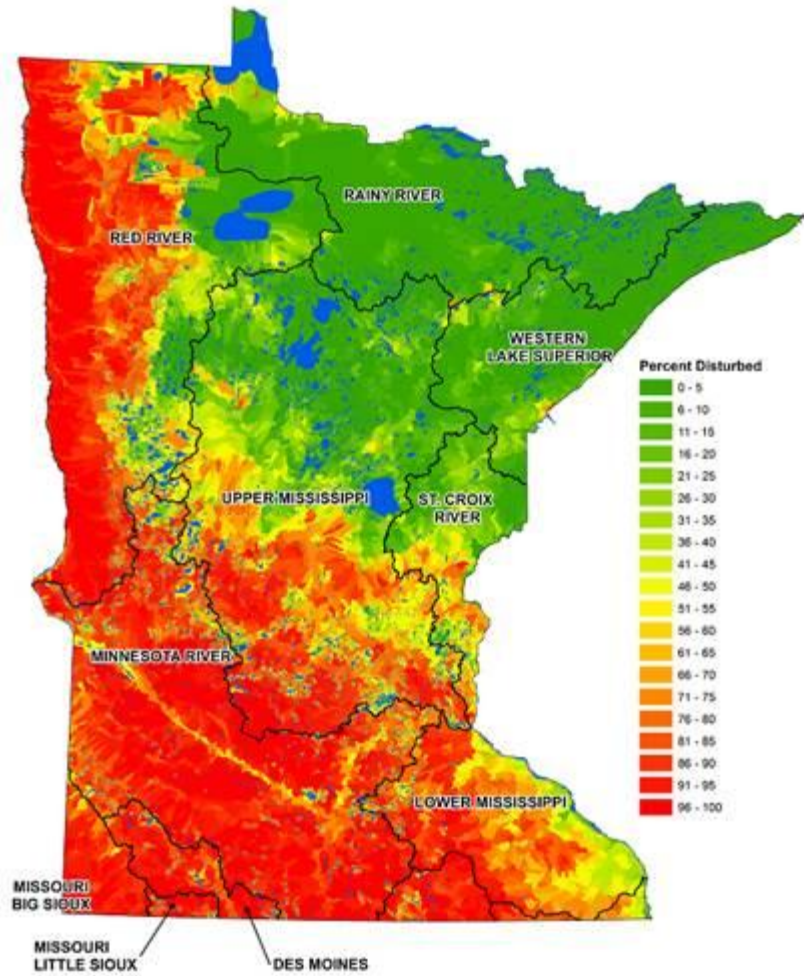 RAINY RIVER
RED RIVER
WESTERN
LAKE SUPERIOR
Percent Disturbed
0 - 5
6 - 10
11 - 15
16 - 20
21 - 25
26 - 30
31 - 35
36 - 40
41 - 45
46 - 50
51 - 55
56 - 60
61 - 65
66 - 70
71 - 75
76 - 80
81 - 85
86 - 90
91 - 95
96 - 100
UPPER MISSISSIPPI
ST. CROIX
RIVER
MINNESOTA RIVER
LOWER MISSISSIPPI
MISSOURI
BIG SIOUX
MISSOURI
LITTLE SIOUX
DES MOINES